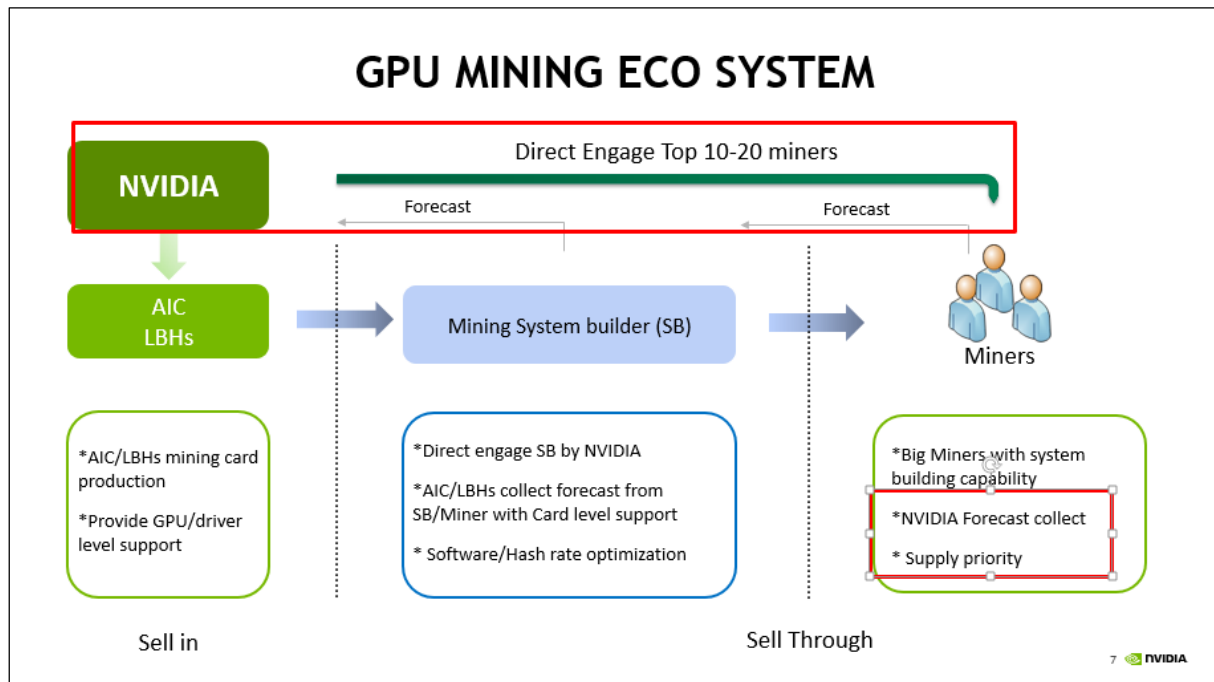 GPU MINING ECO SYSTEM
NVIDIA
Direct Engage Top 10-20 miners
Forecast
Forecast
AIC
LBHs
Mining System builder (SB)
Miners
*AIC/LBHs mining card
production
*Provide GPU/driver
level support
*Direct engage SB by NVIDIA
*AIC/LBHs collect forecast from
SB/Miner with Card level support
* Software/Hash rate optimization
*Big Miners with system
building capability
*NVIDIA Forecast collect
* Supply priority
Sell in
Sell Through
7 NVIDIA